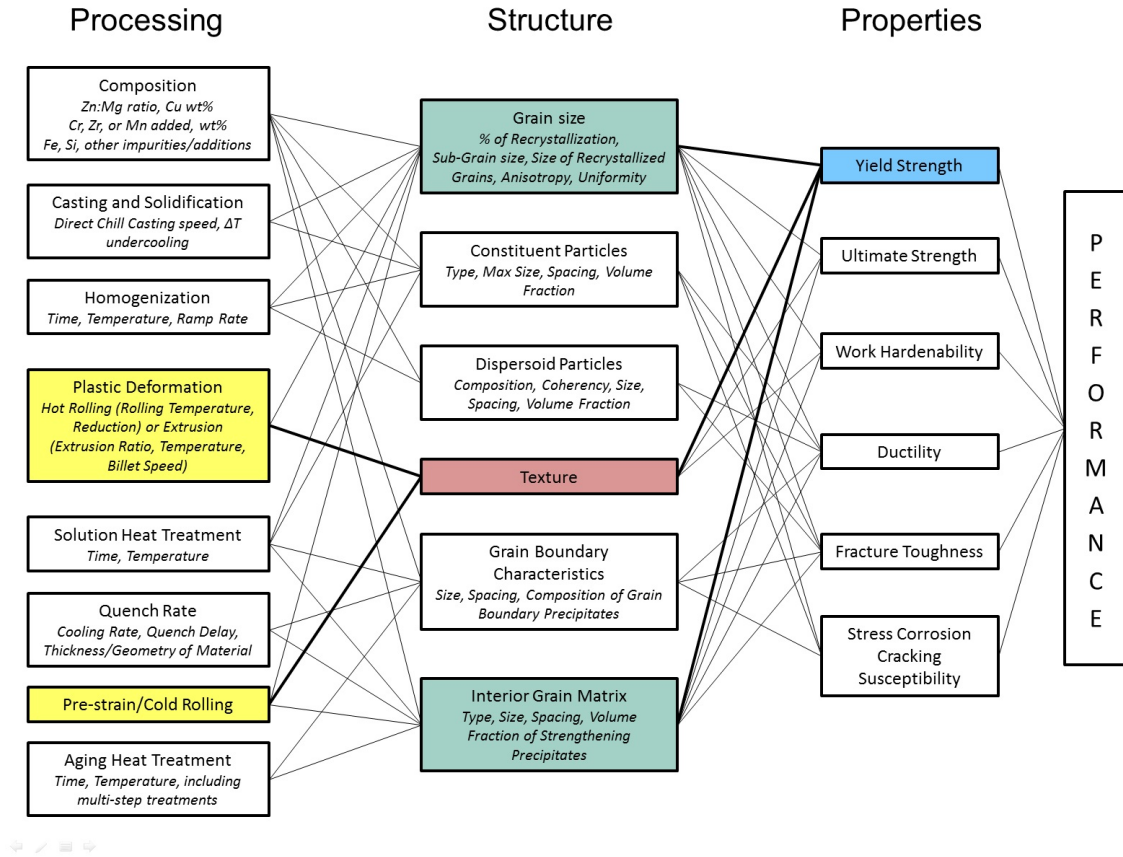 Processing
Structure
Properties
Composition
Zn:Mg ratio, Cu wt%
Cr, Zr, or Mn added, wt%
Fe, Si, other impurities/additions
Casting and Solidification
Direct Chill Casting speed, ΔT
undercooling
Homogenization
Time, Temperature, Ramp Rate
Plastic Deformation
Hot Rolling (Rolling Temperature,
Reduction) or Extrusion
(Extrusion Ratio, Temperature,
Billet Speed)
Solution Heat Treatment
Time, Temperature
Quench Rate
Cooling Rate, Quench Delay,
Thickness/Geometry of Material
Pre-strain/Cold Rolling
Aging Heat Treatment
Time, Temperature, including
multi-step treatments
Grain size
% of Recrystallization,
Sub-Grain size, Size of Recrystallized
Grains, Anisotropy, Uniformity
Constituent Particles
Type, Max Size, Spacing, Volume
Fraction
Dispersoid Particles
Composition, Coherency, Size,
Spacing, Volume Fraction
Texture
Grain Boundary
Characteristics
Size, Spacing, Composition of Grain
Boundary Precipitates
Interior Grain Matrix
Type, Size, Spacing, Volume
Fraction of Strengthening
Precipitates
Yield Strength
Ultimate Strength
Work Hardenability
Ductility
Fracture Toughness
Stress Corrosion
Cracking
Susceptibility
PERFORMANCE